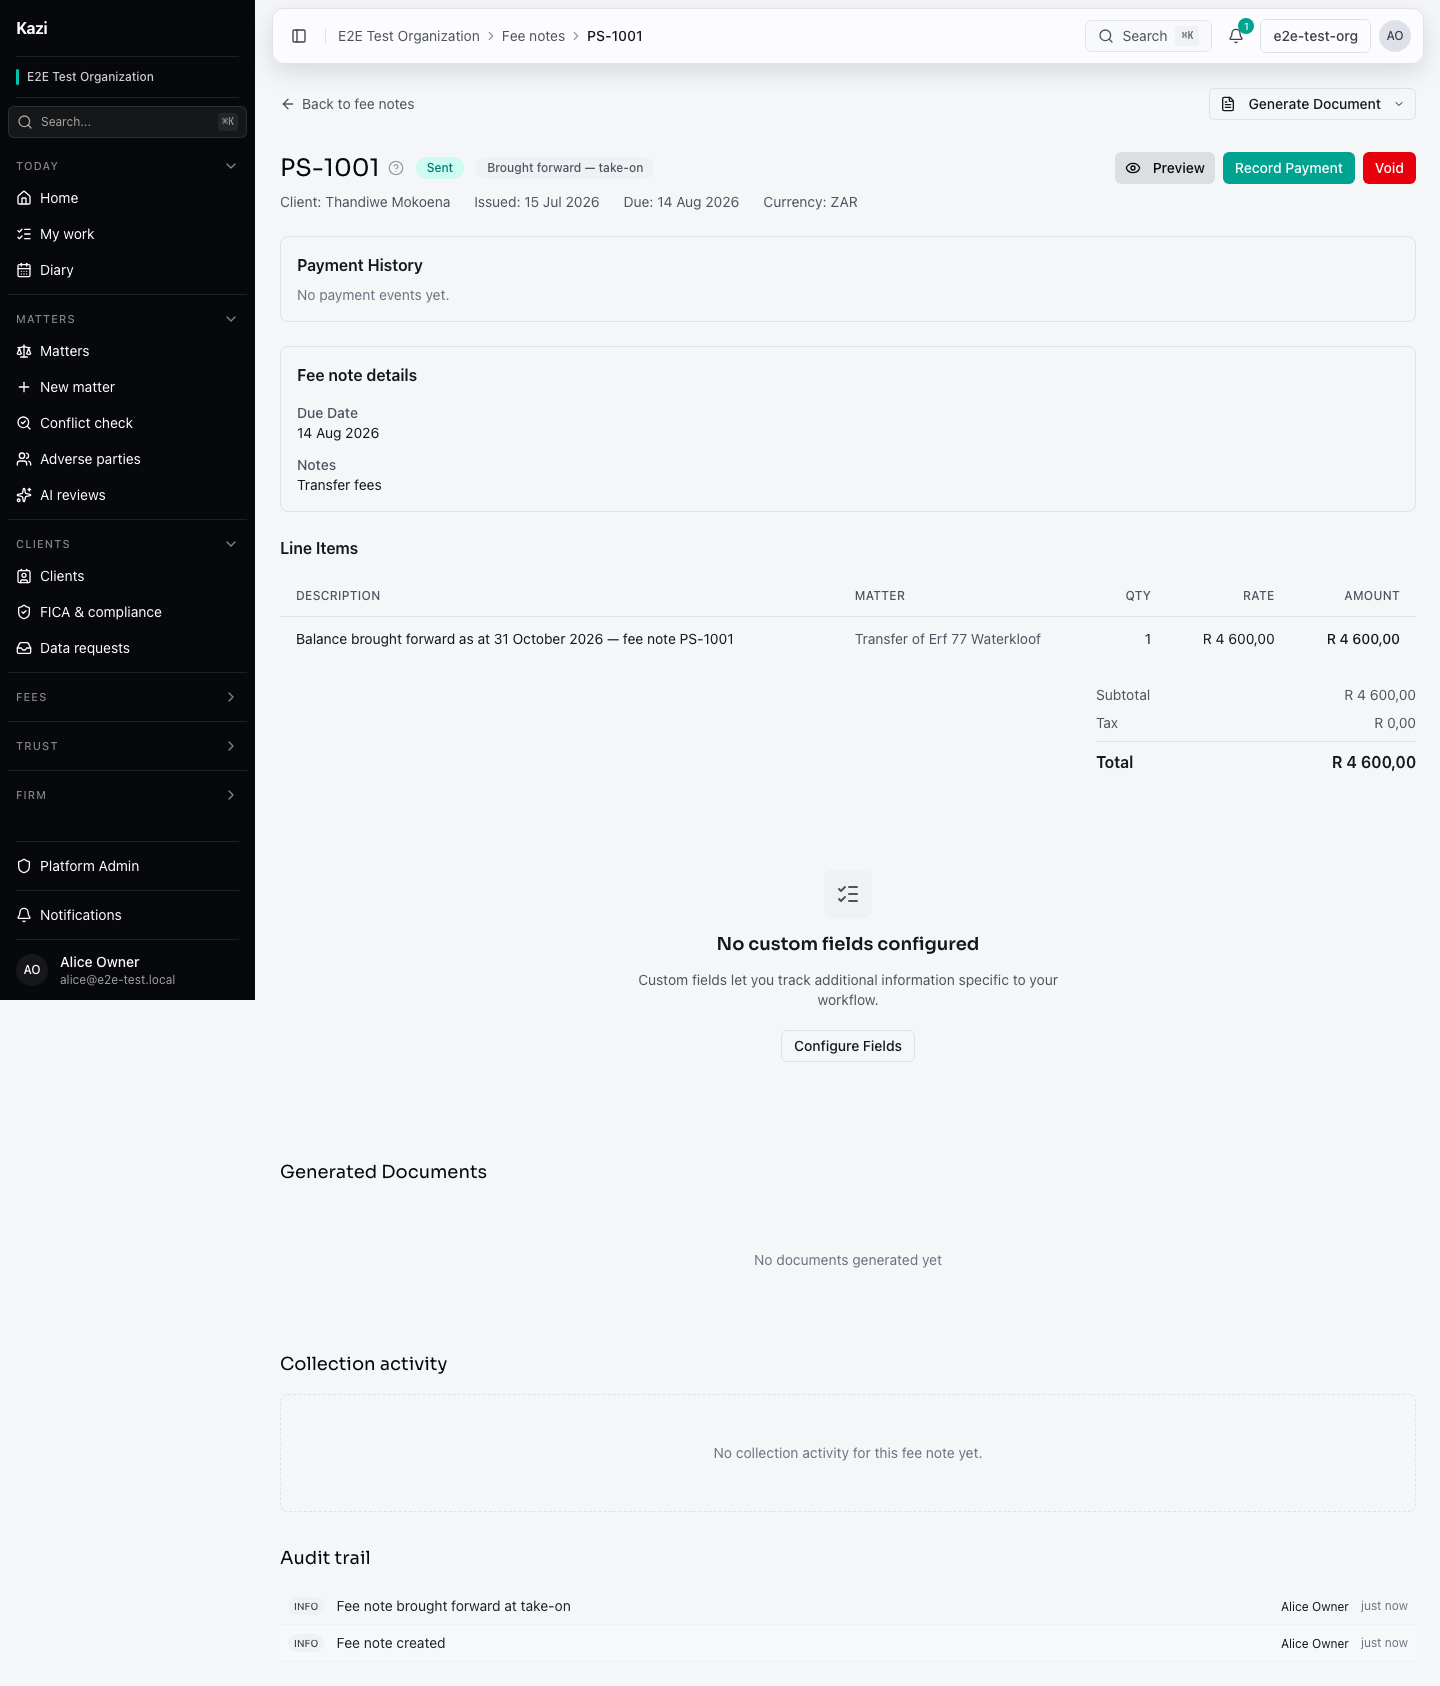 Kazi
E2E Test Organization
Search... ⌘K
TODAY
Home
My work
Diary
MATTERS
Matters
New matter
Conflict check
Adverse parties
AI reviews
CLIENTS
Clients
FICA & compliance
Data requests
FEES
TRUST
FIRM
Platform Admin
Notifications
AO
Alice Owner
alice@e2e-test.local
E2E Test Organization > Fee notes > PS-1001
Search ⌘K
1
e2e-test-org
AO
Back to fee notes
Generate Document
PS-1001 Sent Brought forward — take-on
Preview Record Payment Void
Client: Thandiwe Mokoena Issued: 15 Jul 2026 Due: 14 Aug 2026 Currency: ZAR
Payment History
No payment events yet.
Fee note details
Due Date
14 Aug 2026
Notes
Transfer fees
Line Items
DESCRIPTION MATTER QTY RATE AMOUNT
Balance brought forward as at 31 October 2026 — fee note PS-1001 Transfer of Erf 77 Waterkloof 1 R 4 600,00 R 4 600,00
Subtotal R 4 600,00
Tax R 0,00
Total R 4 600,00
No custom fields configured
Custom fields let you track additional information specific to your
workflow.
Configure Fields
Generated Documents
No documents generated yet
Collection activity
No collection activity for this fee note yet.
Audit trail
INFO Fee note brought forward at take-on Alice Owner just now
INFO Fee note created Alice Owner just now